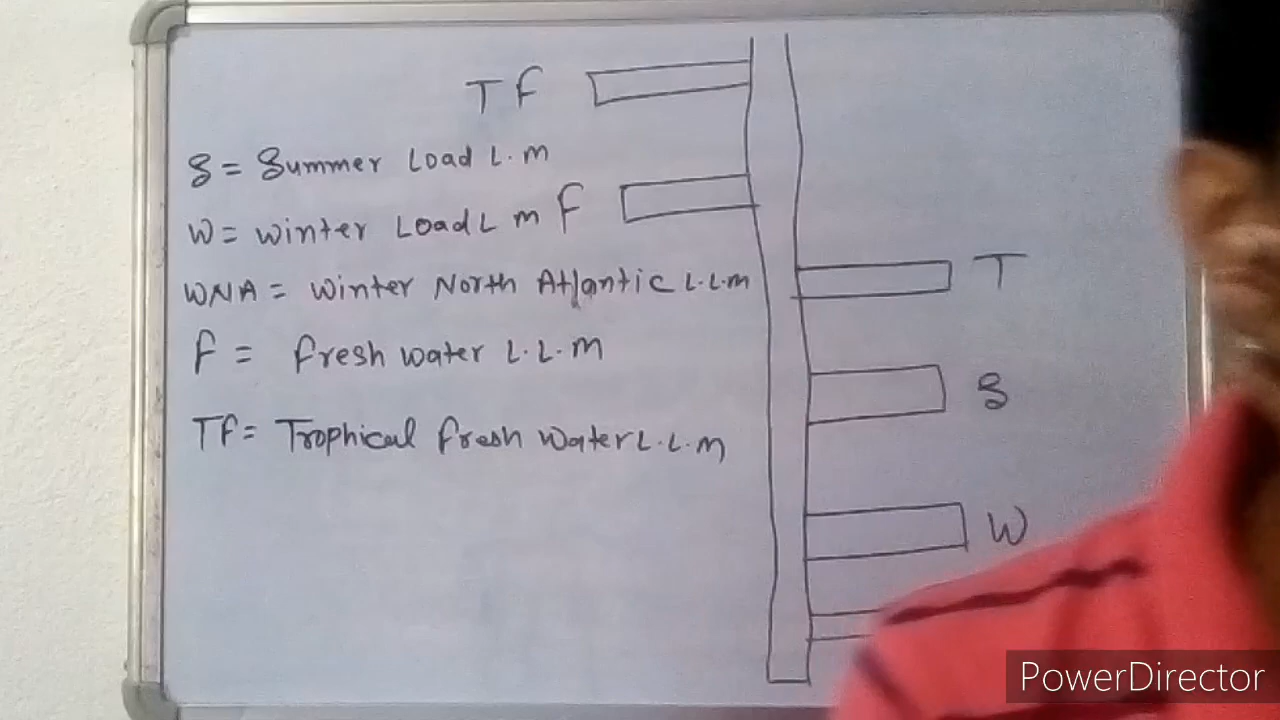 TF
S = Summer Load L.M
W = Winter Load L M F
WNA = Winter North Atlantic L.L.M
T
F = Fresh water L.L.M
S
TF = Trophical Fresh Water L.L.M
W
PowerDirector